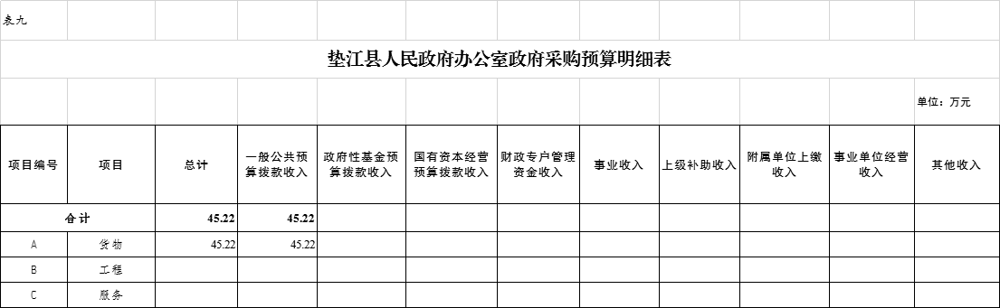 表九
垫江县人民政府办公室政府采购预算明细表
单位：万元
项目编号 项目 总计 一般公共预算拨款收入 政府性基金预算拨款收入 国有资本经营预算拨款收入 财政专户管理资金收入 事业收入 上级补助收入 附属单位上缴收入 事业单位经营收入 其他收入
合计 45.22 45.22
A 货物 45.22 45.22
B 工程
C 服务